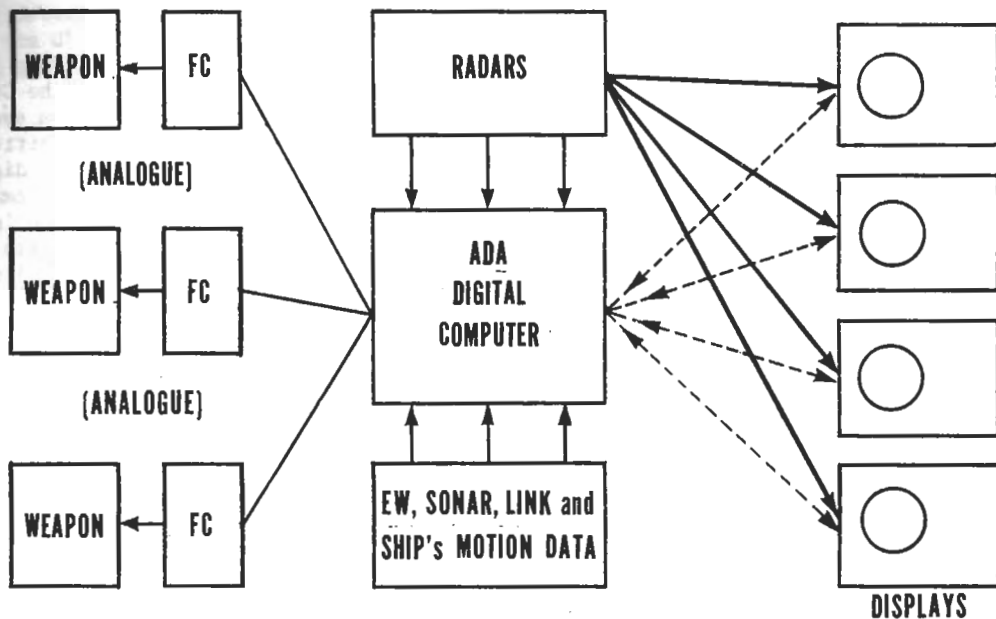 WEAPON
FC
RADARS
(ANALOGUE)
WEAPON
FC
ADA
DIGITAL
COMPUTER
(ANALOGUE)
WEAPON
FC
EW, SONAR, LINK and
SHIP's MOTION DATA
DISPLAYS